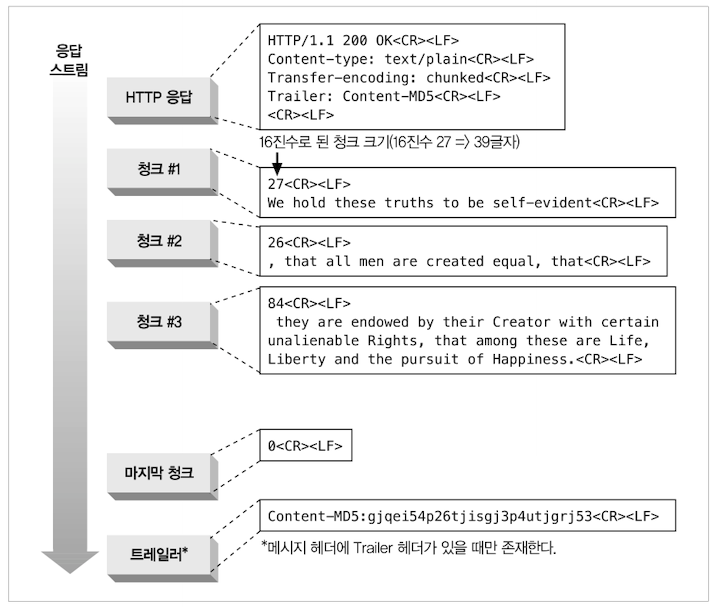 응답
스트림
HTTP 응답
HTTP/1.1 200 OK<CR><LF>
Content-type: text/plain<CR><LF>
Transfer-encoding: chunked<CR><LF>
Trailer: Content-MD5<CR><LF>
<CR><LF>
16진수로 된 청크 크기(16진수 27 => 39글자)
청크 #1
27<CR><LF>
We hold these truths to be self-evident<CR><LF>
청크 #2
26<CR><LF>
, that all men are created equal, that<CR><LF>
청크 #3
84<CR><LF>
they are endowed by their Creator with certain
unalienable Rights, that among these are Life,
Liberty and the pursuit of Happiness.<CR><LF>
마지막 청크
0<CR><LF>
트레일러*
Content-MD5:gjqei54p26tjisgj3p4utjgrj53<CR><LF>
*메시지 헤더에 Trailer 헤더가 있을 때만 존재한다.